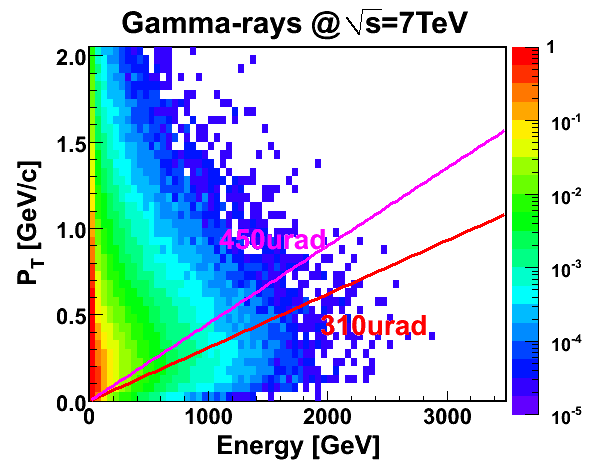 Gamma-rays @ √s=7TeV
2.0
1.5
1.0
0.5
0.0
P_T [GeV/c]
450urad
310urad
0 1000 2000 3000
Energy [GeV]
1
10^-1
10^-2
10^-3
10^-4
10^-5